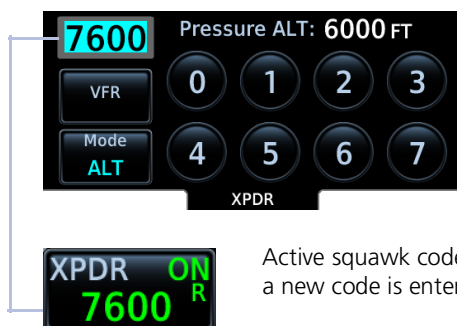 7600 Pressure ALT: 6000 FT
VFR 0 1 2 3
Mode
ALT 4 5 6 7
XPDR
XPDR ON
7600 R
Active squawk code
a new code is enter